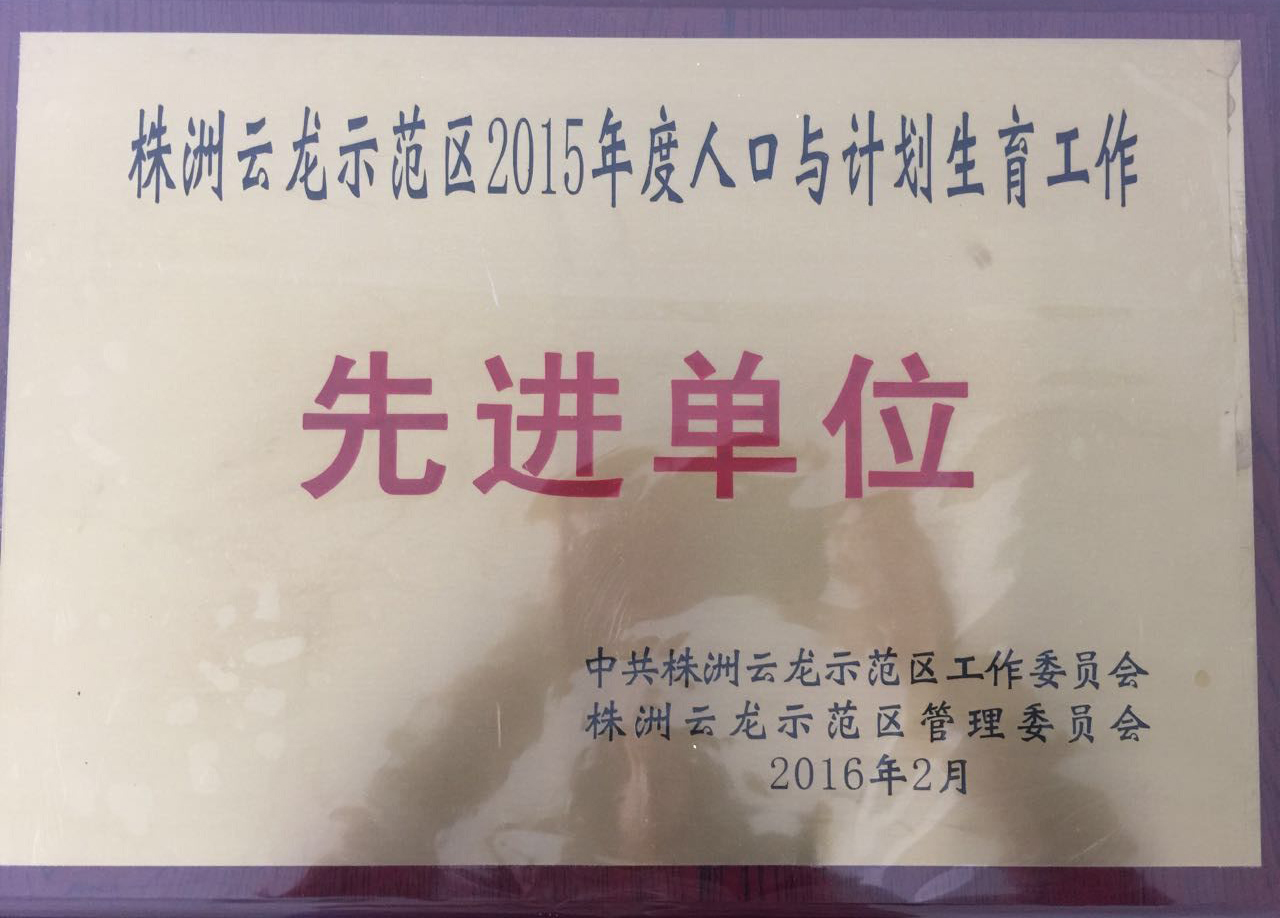 株洲云龙示范区2015年度人口与计划生育工作
先进单位
中共株洲云龙示范区工作委员会
株洲云龙示范区管理委员会
2016年2月